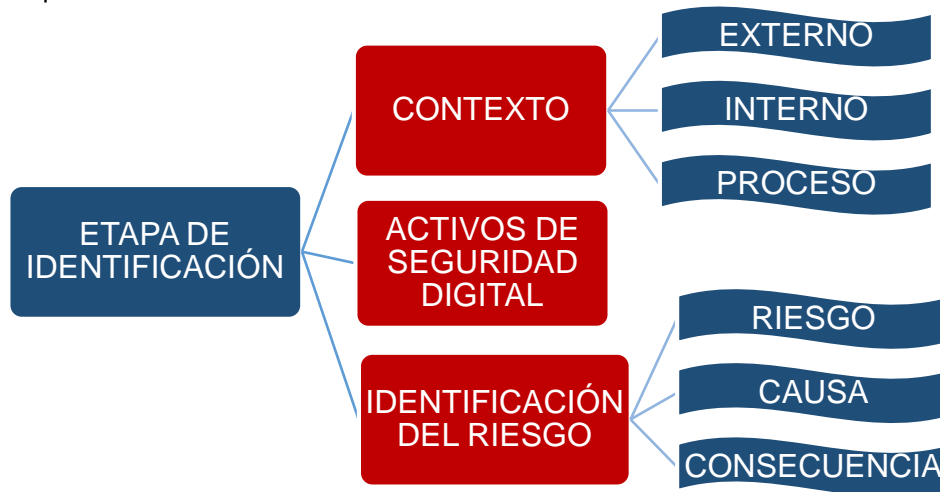 ETAPA DE
IDENTIFICACIÓN
CONTEXTO
EXTERNO
INTERNO
PROCESO
ACTIVOS DE
SEGURIDAD
DIGITAL
IDENTIFICACIÓN
DEL RIESGO
RIESGO
CAUSA
CONSECUENCIA